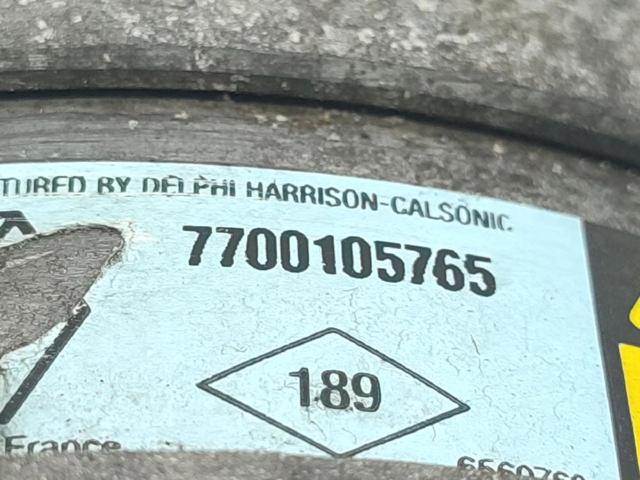 TURED BY DELPHI HARRISON-CALSONIC
7700105765
189
France